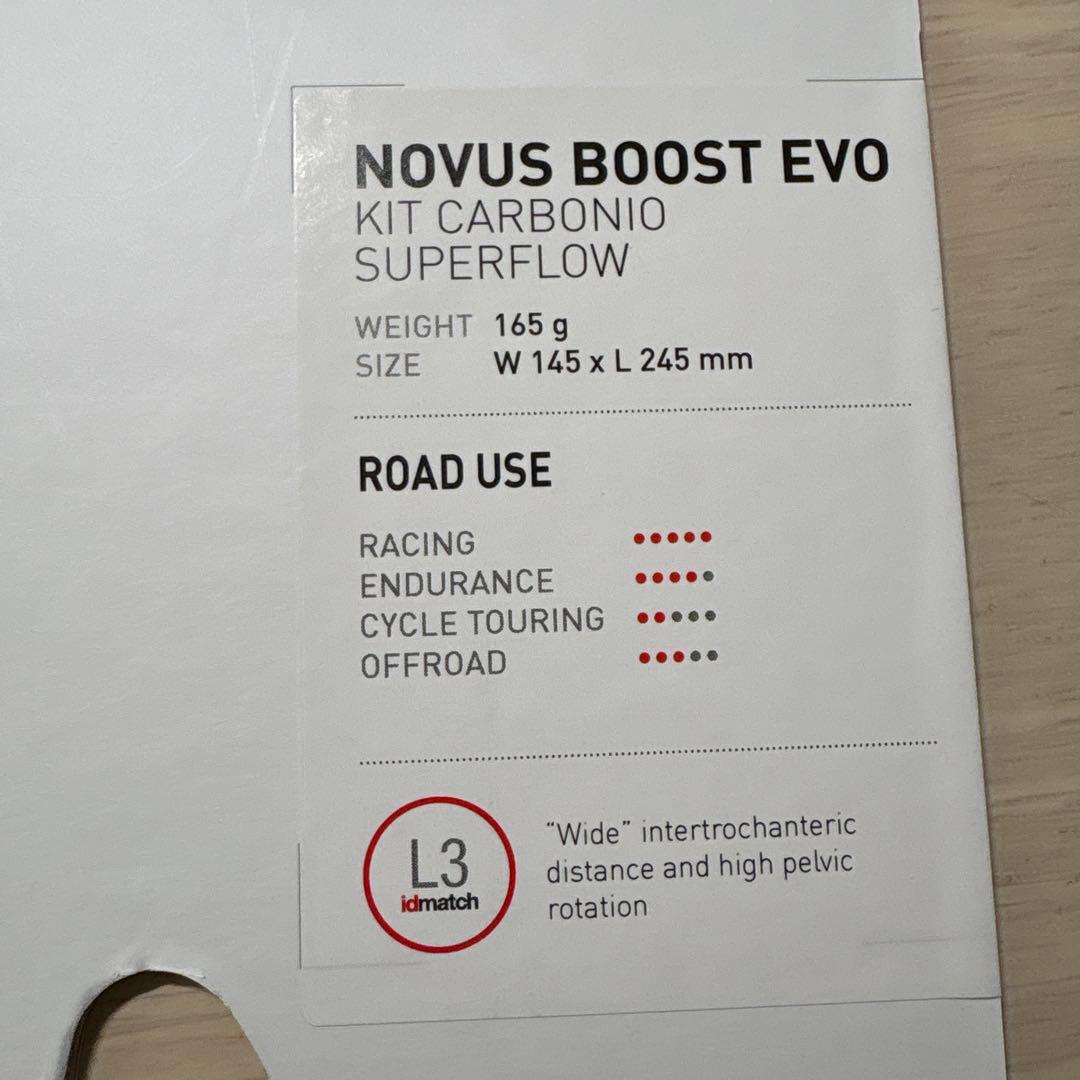 NOVUS BOOST EVO
KIT CARBONIO
SUPERFLOW
WEIGHT 165 g
SIZE W 145 x L 245 mm
ROAD USE
RACING
ENDURANCE
CYCLE TOURING
OFFROAD
L3
idmatch
“Wide” intertrochanteric
distance and high pelvic
rotation